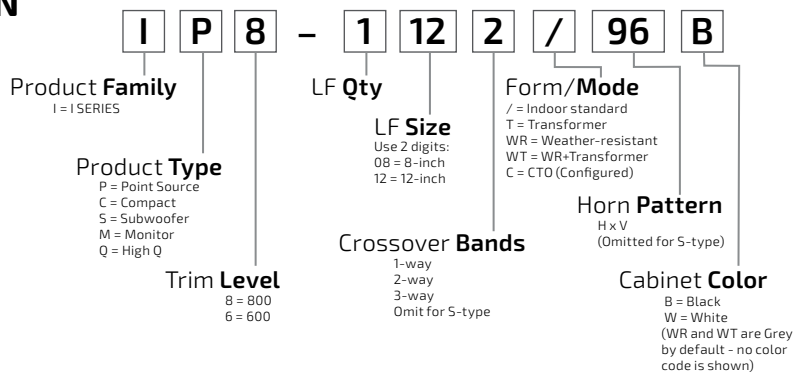 N
I P 8 – 1 12 2 / 96 B
Product Family
I = I SERIES
Product Type
P = Point Source
C = Compact
S = Subwoofer
M = Monitor
Q = High Q
Trim Level
8 = 800
6 = 600
LF Qty
LF Size
Use 2 digits:
08 = 8-inch
12 = 12-inch
Crossover Bands
1-way
2-way
3-way
Omit for S-type
Form/Mode
/ = Indoor standard
T = Transformer
WR = Weather-resistant
WT = WR+Transformer
C = CTO (Configured)
Horn Pattern
H x V
(Omitted for S-type)
Cabinet Color
B = Black
W = White
(WR and WT are Grey
by default - no color
code is shown)